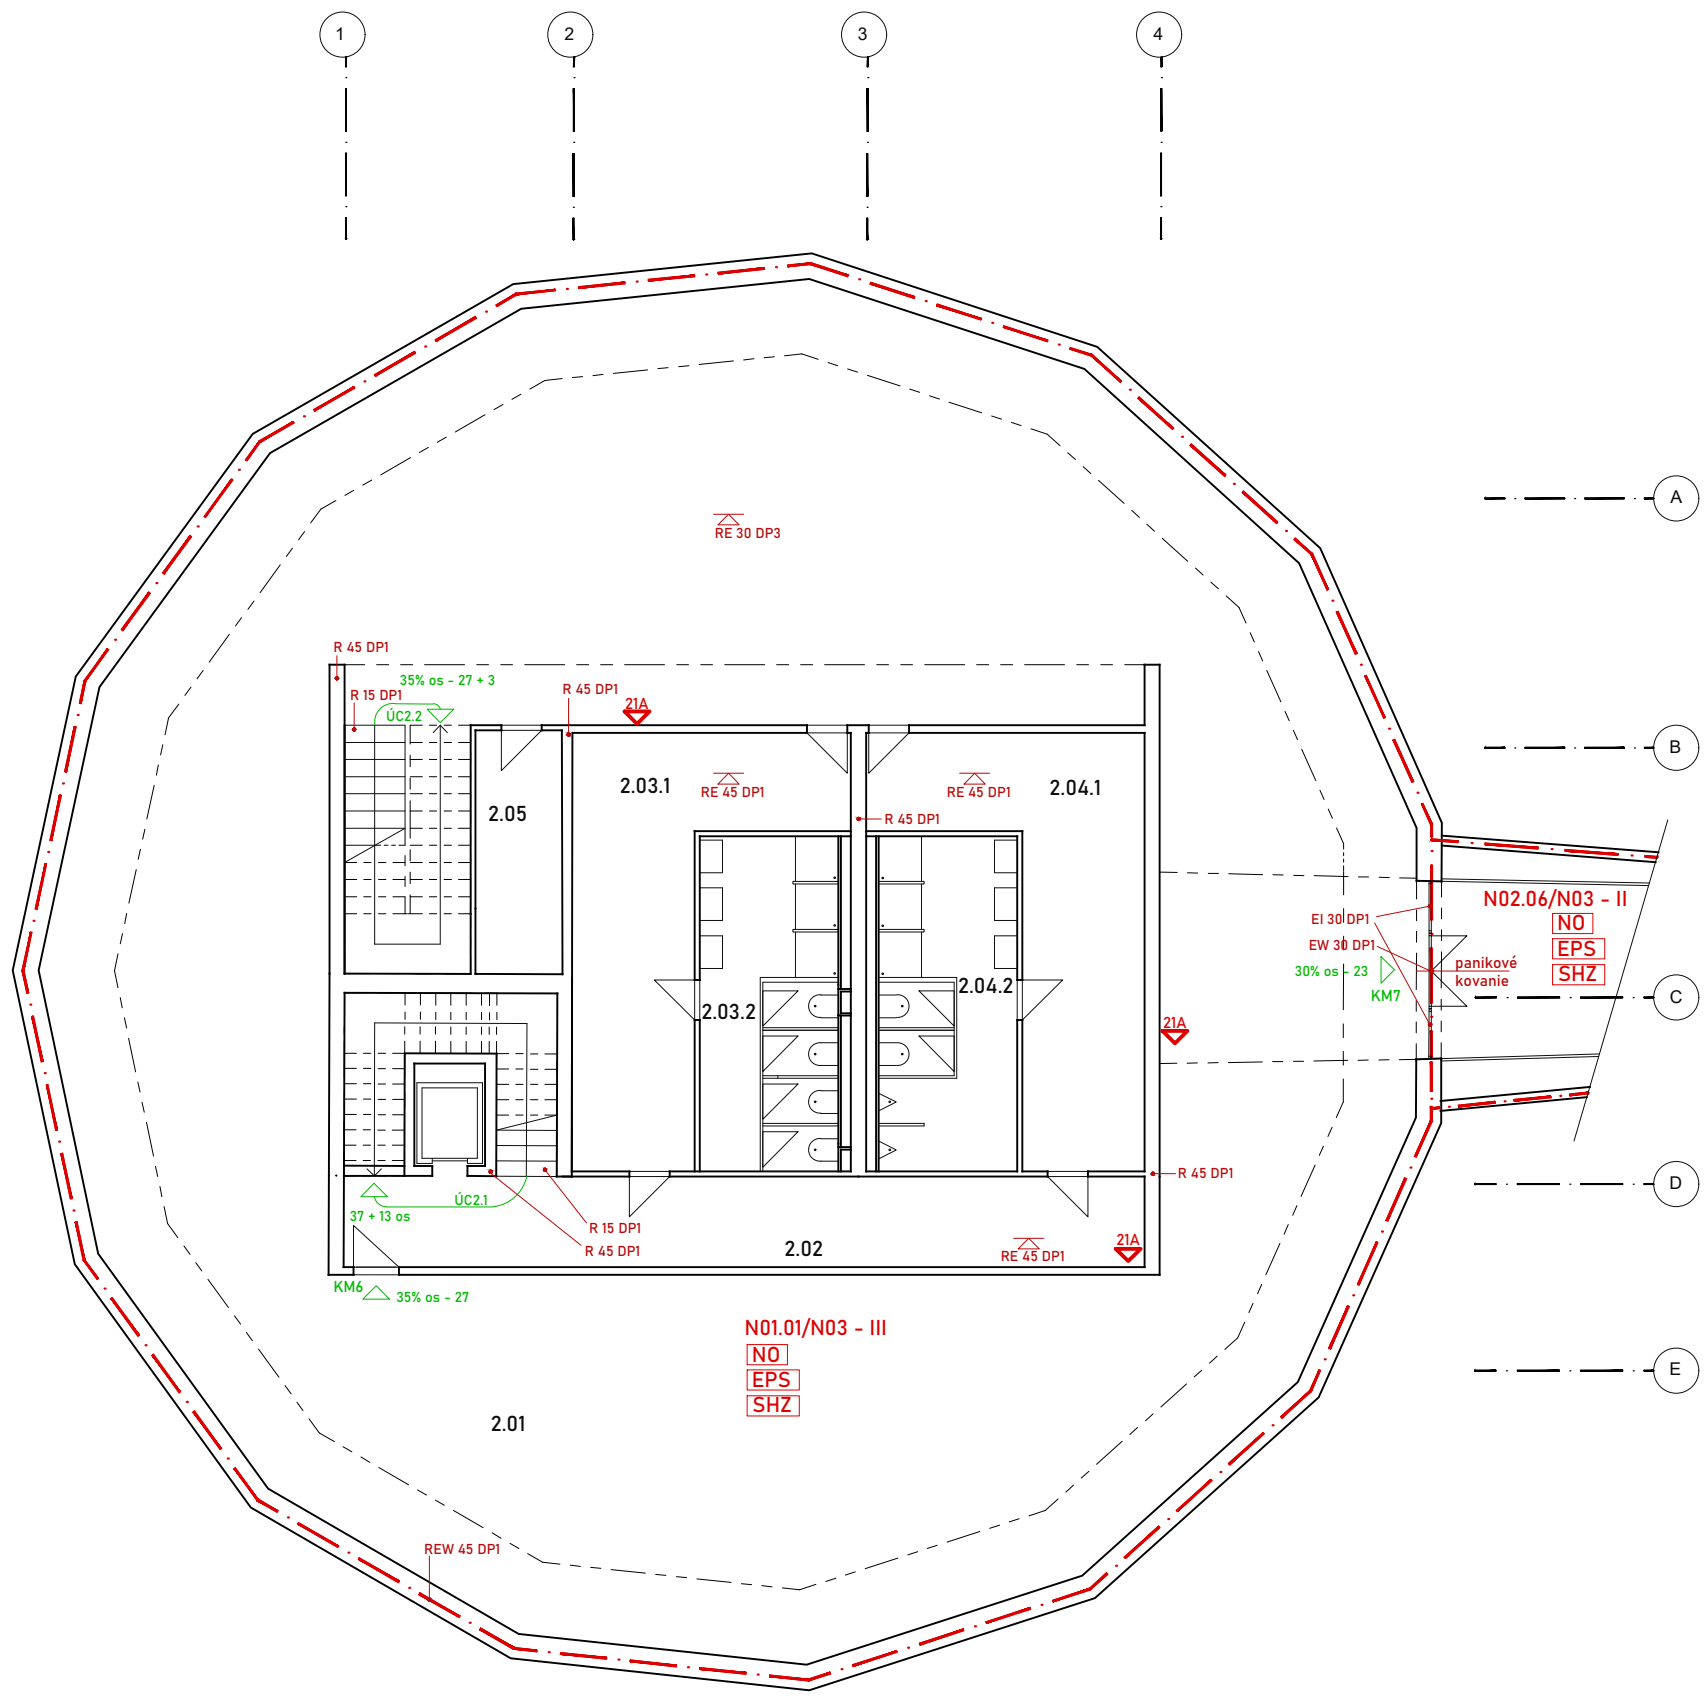 1
2
3
4
A
RE 30 DP3
R 45 DP1
35% os - 27 + 3
R 15 DP1
R 45 DP1
ÚC2.2
21A
B
2.03.1
RE 45 DP1
RE 45 DP1
2.04.1
2.05
R 45 DP1
N02.06/N03 - II
NO
EI 30 DP1
EW 30 DP1
EPS
panikové
kovanie
30% os - 23
SHZ
KM7
C
2.04.2
2.03.2
21A
R 45 DP1
D
ÚC2.1
37 + 13 os
R 15 DP1
R 45 DP1
2.02
21A
RE 45 DP1
KM6
35% os - 27
N01.01/N03 - III
NO
EPS
SHZ
E
2.01
REW 45 DP1